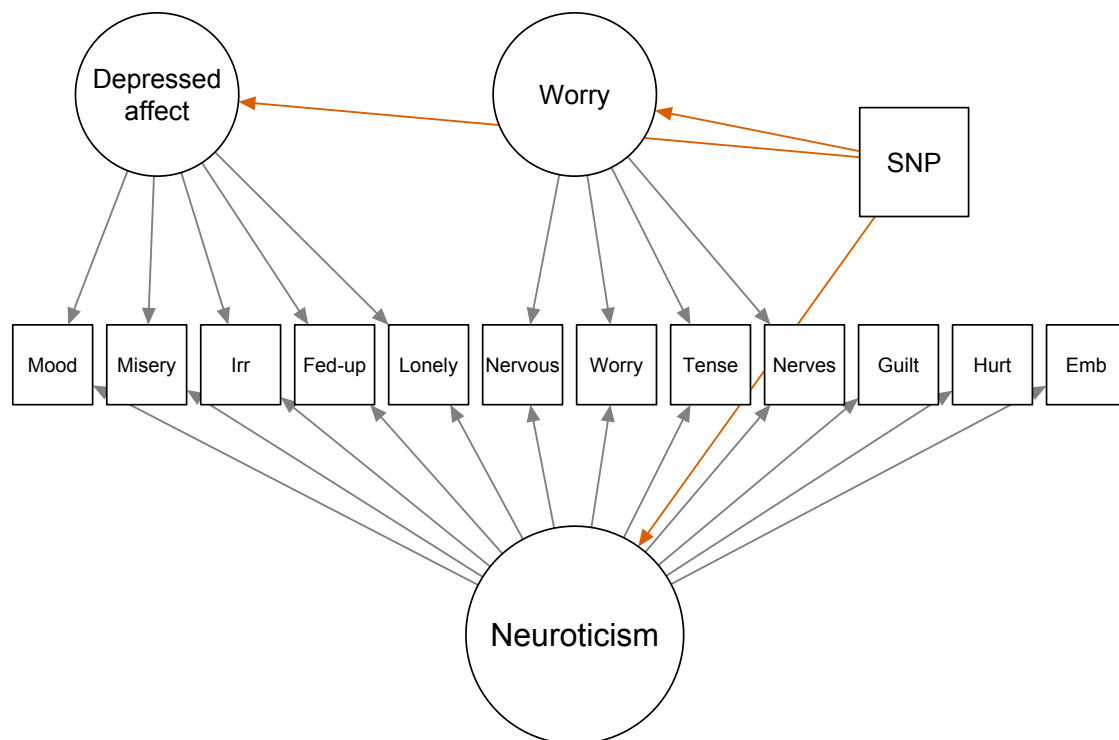 Depressed
affect
Worry
SNP
Mood
Misery
Irr
Fed-up
Lonely
Nervous
Worry
Tense
Nerves
Guilt
Hurt
Emb
Neuroticism